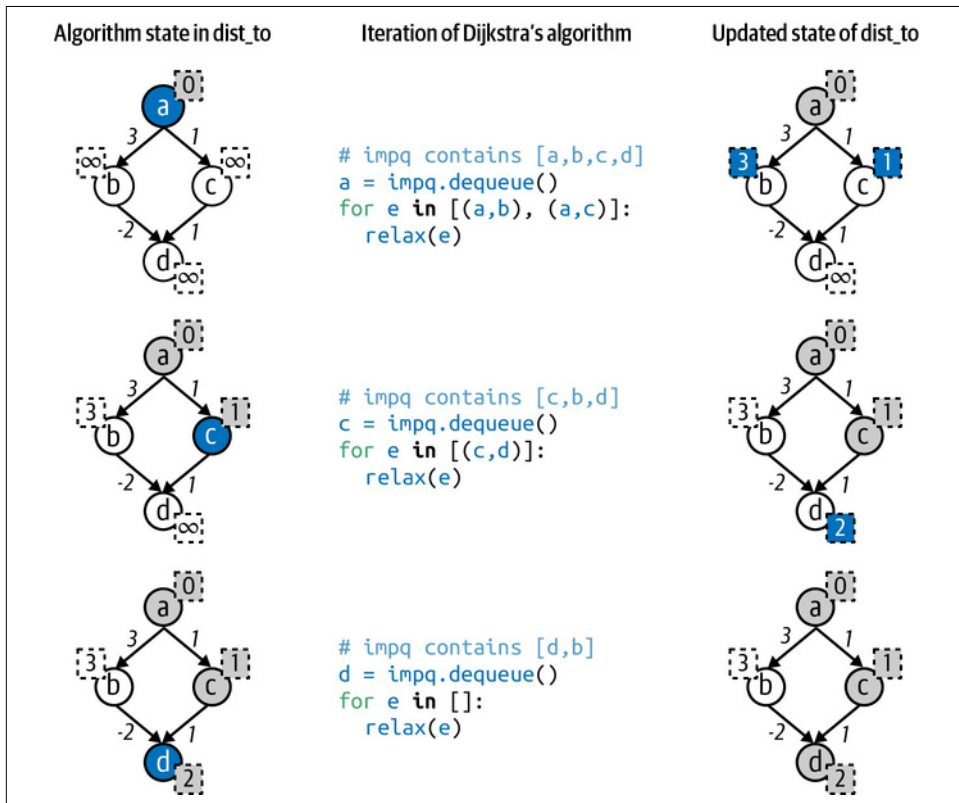 Algorithm state in dist_to
Iteration of Dijkstra's algorithm
Updated state of dist_to
0
a
3 1
∞ ∞
b c
-2 1
d
∞
# impq contains [a,b,c,d]
a = impq.dequeue()
for e in [(a,b), (a,c)]:
relax(e)
0
a
3 1
3 1
b c
-2 1
d
∞
0
a
3 1
3 1
b c
-2 1
d
∞
# impq contains [c,b,d]
c = impq.dequeue()
for e in [(c,d)]:
relax(e)
0
a
3 1
3 1
b c
-2 1
d
2
0
a
3 1
3 1
b c
-2 1
d
2
# impq contains [d,b]
d = impq.dequeue()
for e in []:
relax(e)
0
a
3 1
3 1
b c
-2 1
d
2